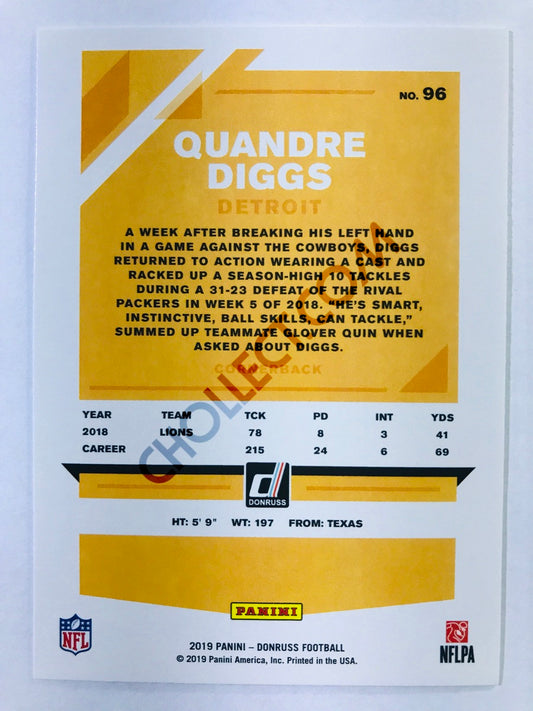 NO. 96
QUANDRE
DIGGS
DETROIT
A WEEK AFTER BREAKING HIS LEFT HAND
IN A GAME AGAINST THE COWBOYS, DIGGS
RETURNED TO ACTION WEARING A CAST AND
RACKED UP A SEASON-HIGH 10 TACKLES
DURING A 31-23 DEFEAT OF THE RIVAL
PACKERS IN WEEK 5 OF 2018. “HE'S SMART,
INSTINCTIVE, BALL SKILLS, CAN TACKLE,”
SUMMED UP TEAMMATE GLOVER QUIN WHEN
ASKED ABOUT DIGGS.
CORNERBACK
CHOLLECT.COM
YEAR TEAM TCK PD INT YDS
2018 LIONS 78 8 3 41
CAREER 215 24 6 69
DONRUSS
HT: 5' 9" WT: 197 FROM: TEXAS
PANINI
NFL
NFLPA
2019 PANINI – DONRUSS FOOTBALL
© 2019 Panini America, Inc. Printed in the USA.